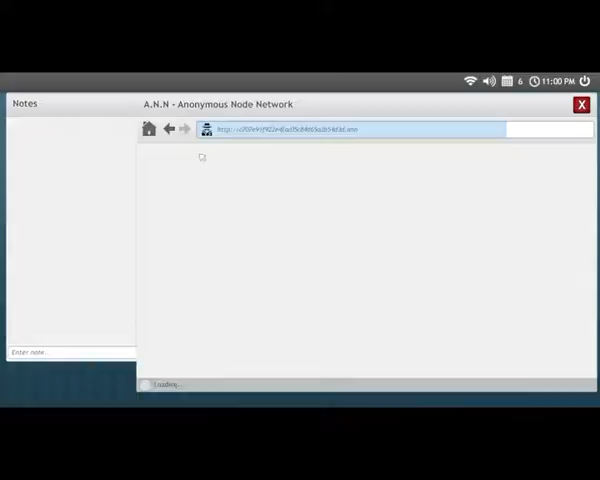 6 11:00 PM
Notes
A.N.N - Anonymous Node Network
X
Enter note...
Loading...